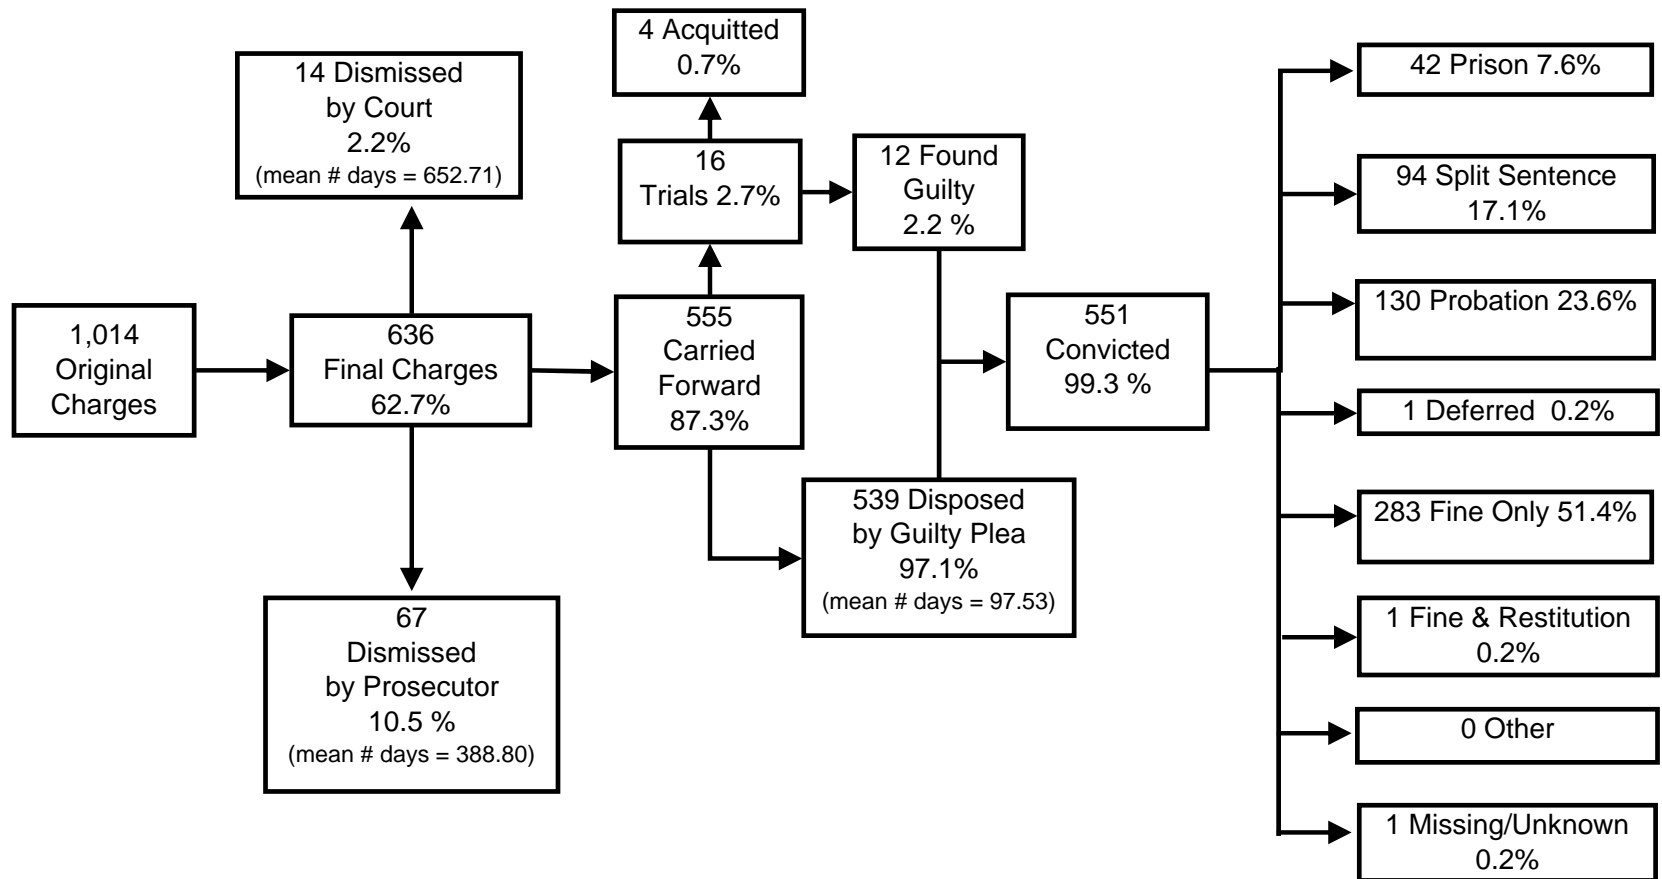 1,014
Original
Charges
14 Dismissed
by Court
2.2%
(mean # days = 652.71)
636
Final Charges
62.7%
67
Dismissed
by Prosecutor
10.5 %
(mean # days = 388.80)
4 Acquitted
0.7%
16
Trials 2.7%
555
Carried
Forward
87.3%
12 Found
Guilty
2.2 %
539 Disposed
by Guilty Plea
97.1%
(mean # days = 97.53)
551
Convicted
99.3 %
42 Prison 7.6%
94 Split Sentence
17.1%
130 Probation 23.6%
1 Deferred  0.2%
283 Fine Only 51.4%
1 Fine & Restitution
0.2%
0 Other
1 Missing/Unknown
0.2%